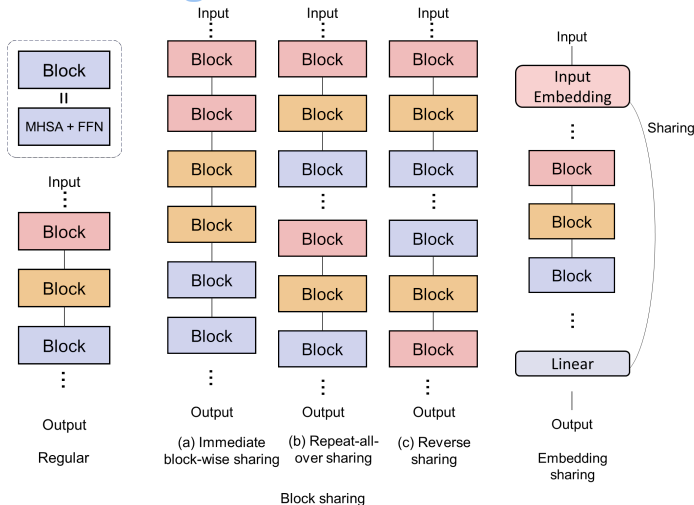 Block
=
MHSA + FFN
Input
Block
Block
Block
Output
Regular
Input
Block
Block
Block
Block
Block
Block
Output
(a) Immediate
block-wise sharing
Input
Block
Block
Block
Block
Block
Block
Output
(b) Repeat-all-
over sharing
Input
Block
Block
Block
Block
Block
Block
Output
(c) Reverse
sharing
Block sharing
Input
Input
Embedding
Sharing
Block
Block
Block
Linear
Output
Embedding
sharing